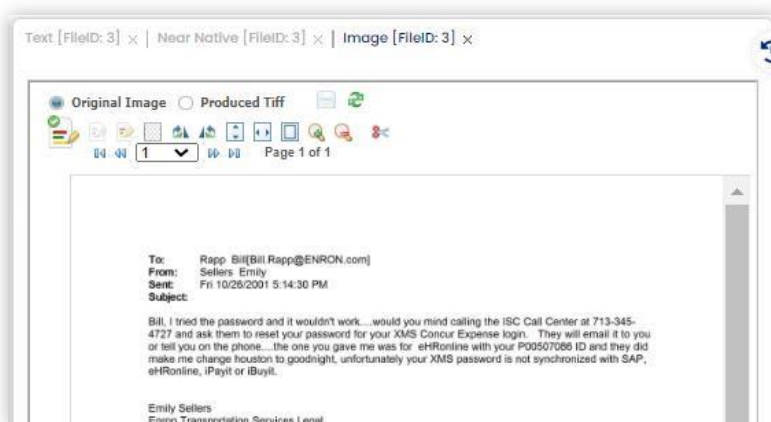 Text [FileID: 3] × | Near Native [FileID: 3] × | Image [FileID: 3] ×
Original Image Produced Tiff
1 Page 1 of 1
To: Rapp Bill[Bill.Rapp@ENRON.com]
From: Sellers Emily
Sent: Fri 10/26/2001 5:14:30 PM
Subject:
Bill, I tried the password and it wouldn't work....would you mind calling the ISC Call Center at 713-345-
4727 and ask them to reset your password for your XMS Concur Expense login. They will email it to you
or tell you on the phone....the one you gave me was for eHRonline with your P00507086 ID and they did
make me change houston to goodnight, unfortunately your XMS password is not synchronized with SAP,
eHRonline, iPayit or iBuyit.
Emily Sellers
Enron Transportation Services Legal